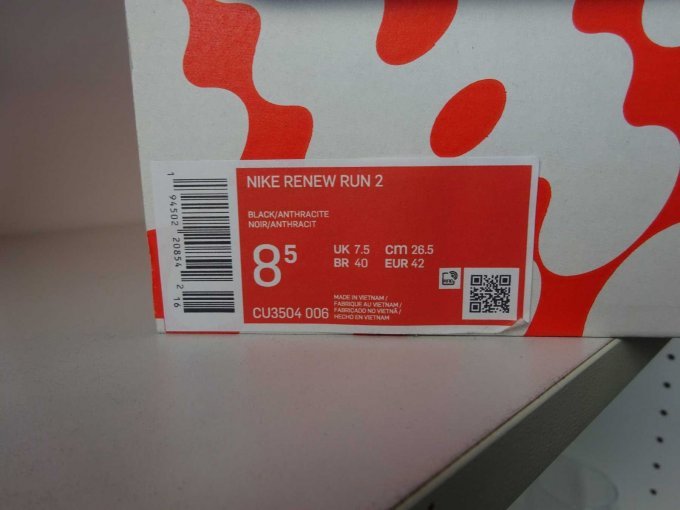 NIKE RENEW RUN 2
BLACK/ANTHRACITE
NOIR/ANTHRACIT
8⁵
UK 7.5 cm 26.5
BR 40 EUR 42
MADE IN VIETNAM /
FABRIQUE AU VIETNAM /
FABRICADO NO VIETNÃ /
HECHO EN VIETNAM
CU3504 006
1 94502 20854 2 16